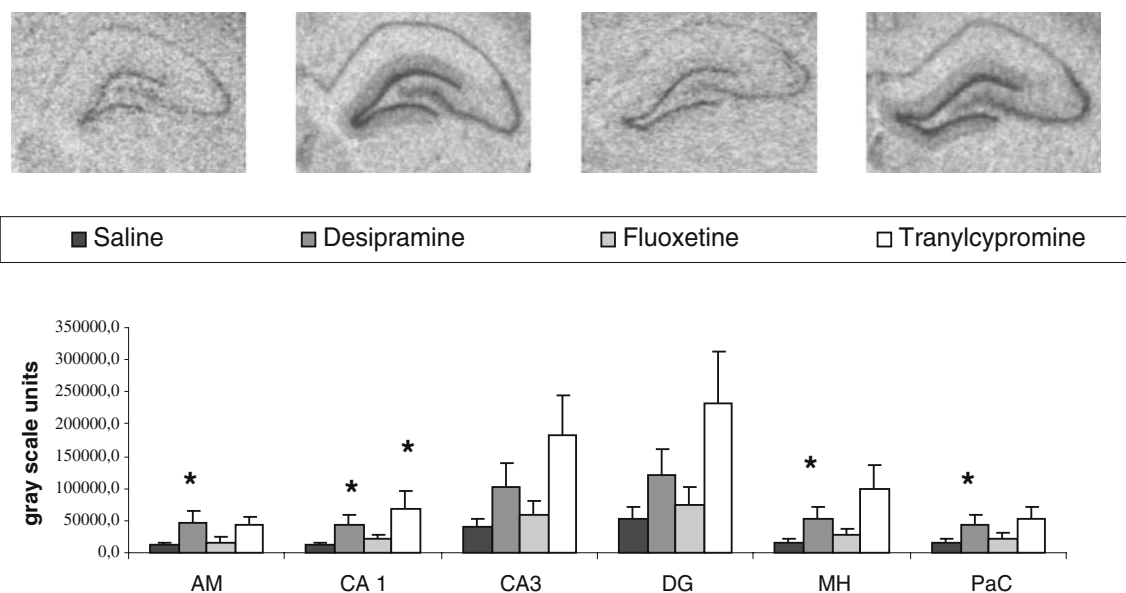 Saline Desipramine Fluoxetine Tranylcypromine
gray scale units
350000,0
300000,0
250000,0
200000,0
150000,0
100000,0
50000,0
0,0
* * * * *
AM CA 1 CA3 DG MH PaC